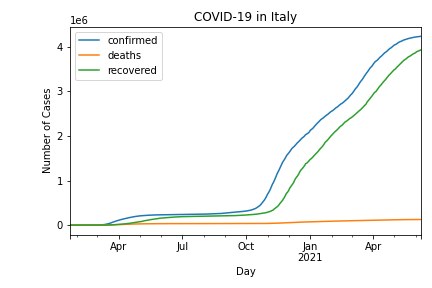 COVID-19 in Italy
1e6
confirmed
deaths
recovered
Number of Cases
4
3
2
1
0
Apr
Jul
Oct
Jan
2021
Apr
Day